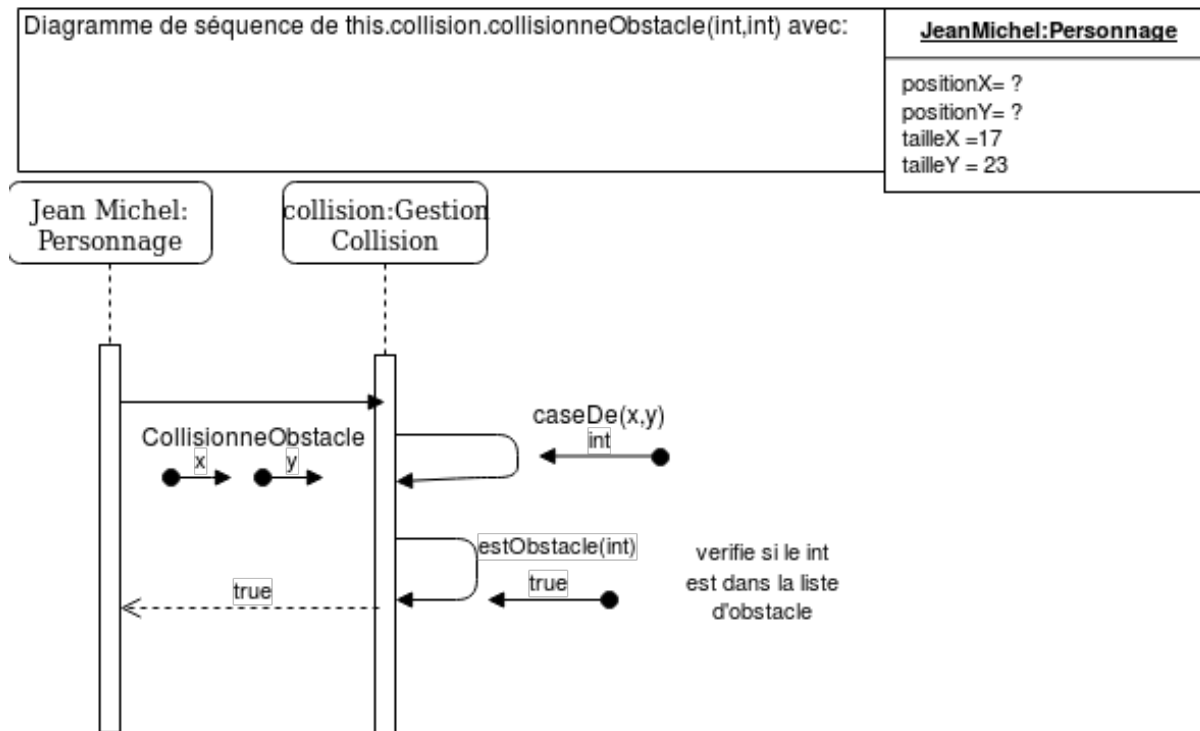 Diagramme de séquence de this.collision.collisionneObstacle(int,int) avec:
JeanMichel:Personnage
positionX= ?
positionY= ?
tailleX =17
tailleY = 23
Jean Michel:
Personnage
collision:Gestion
Collision
CollisionneObstacle
x
y
caseDe(x,y)
int
estObstacle(int)
true
verifie si le int
est dans la liste
d'obstacle
true